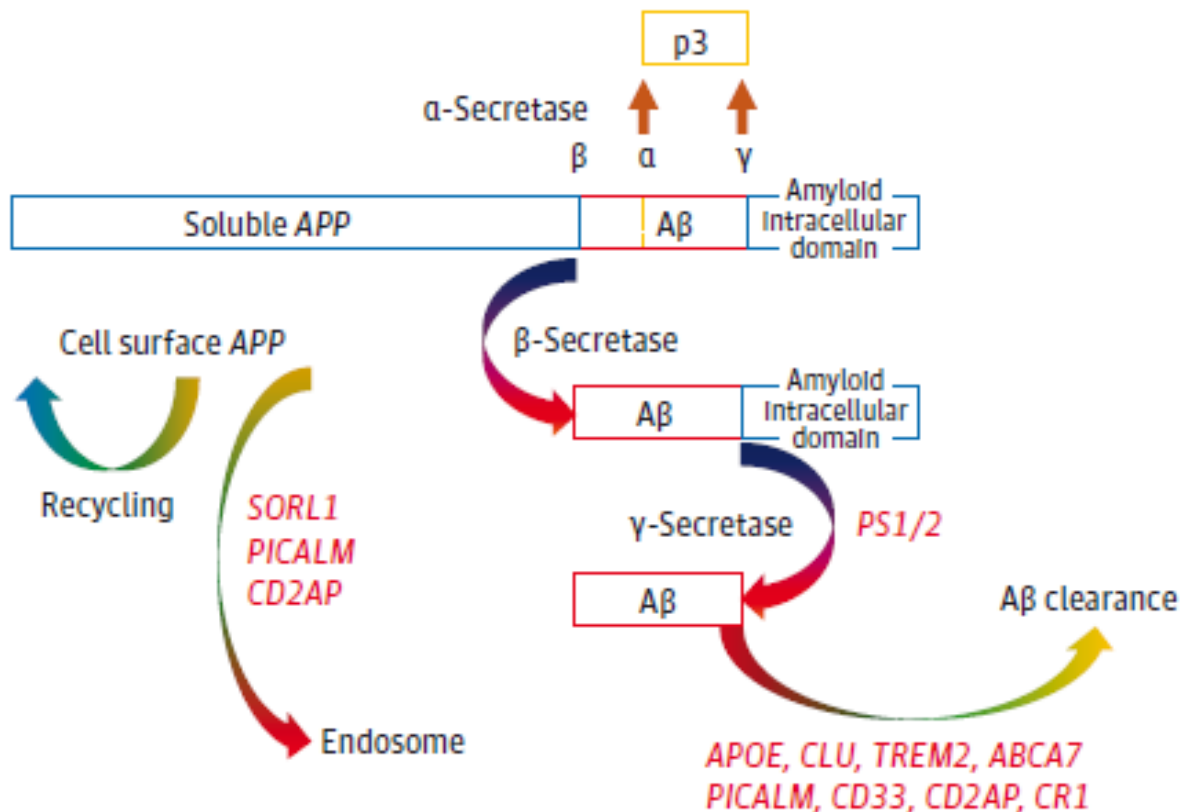 p3
α-Secretase
β α γ
Soluble APP
Aβ
Amyloid
intracellular
domain
Cell surface APP
β-Secretase
Aβ
Amyloid
intracellular
domain
Recycling
SORL1
PICALM
CD2AP
γ-Secretase
PS1/2
Aβ
Aβ clearance
Endosome
APOE, CLU, TREM2, ABCA7
PICALM, CD33, CD2AP, CR1